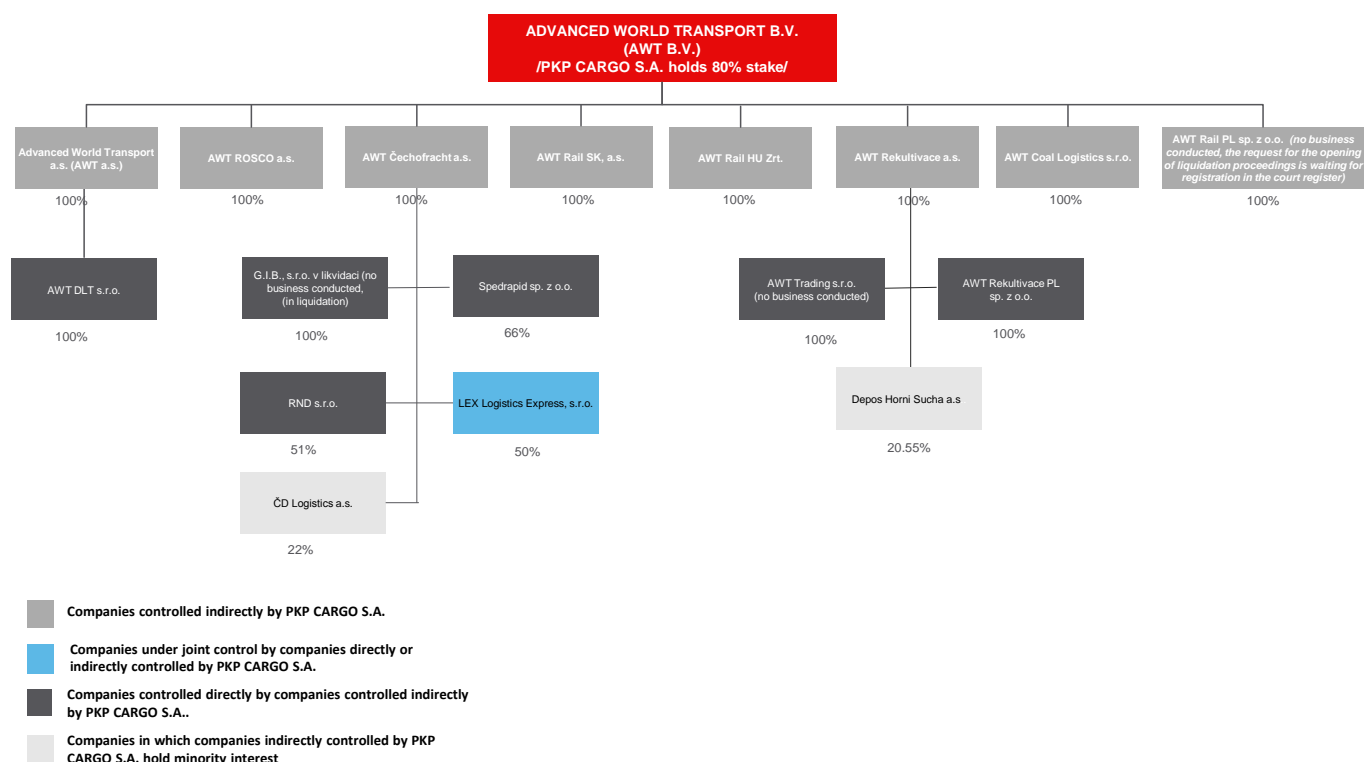 ADVANCED WORLD TRANSPORT B.V.
(AWT B.V.)
/PKP CARGO S.A. holds 80% stake/
Advanced World Transport
a.s. (AWT a.s.)
100%
AWT ROSCO a.s.
100%
AWT Čechofracht a.s.
100%
AWT Rail SK, a.s.
100%
AWT Rail HU Zrt.
100%
AWT Rekultivace a.s.
100%
AWT Coal Logistics s.r.o.
100%
AWT Rail PL sp. z o.o. (no business
conducted, the request for the opening
of liquidation proceedings is waiting for
registration in the court register)
100%
AWT DLT s.r.o.
100%
G.I.B., s.r.o. v likvidaci (no
business conducted,
(in liquidation)
100%
Spedrapid sp. z o.o.
66%
AWT Trading s.r.o.
(no business conducted)
100%
AWT Rekultivace PL
sp. z o.o.
100%
RND s.r.o.
51%
LEX Logistics Express, s.r.o.
50%
Depos Horni Sucha a.s
20.55%
ČD Logistics a.s.
22%
Companies controlled indirectly by PKP CARGO S.A.
Companies under joint control by companies directly or
indirectly controlled by PKP CARGO S.A.
Companies controlled directly by companies controlled indirectly
by PKP CARGO S.A..
Companies in which companies indirectly controlled by PKP
CARGO S.A. hold minority interest